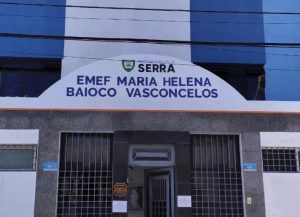 SERRA
EMEF MARIA HELENA
BAIOCO VASCONCELOS